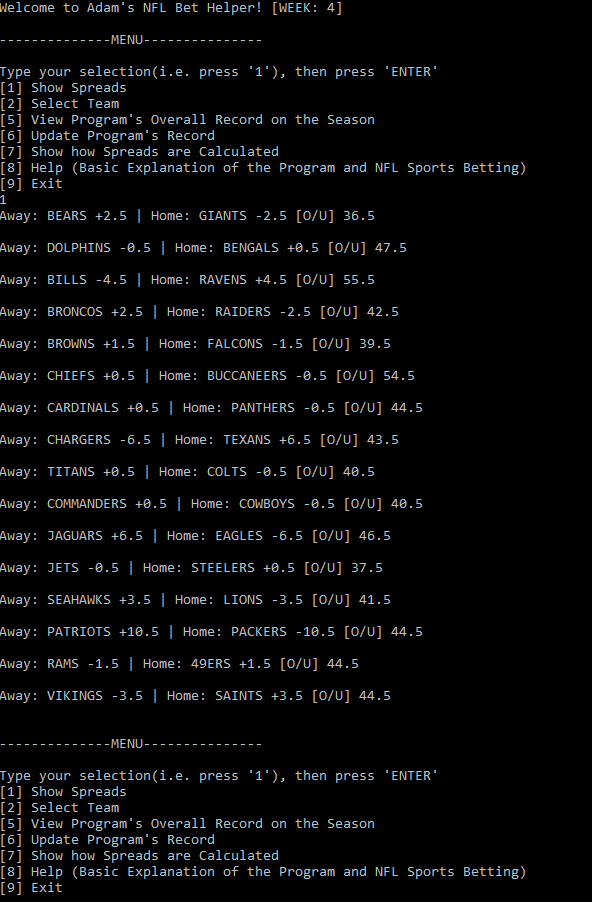 Welcome to Adam's NFL Bet Helper! [WEEK: 4]
--------------MENU---------------
Type your selection(i.e. press '1'), then press 'ENTER'
[1] Show Spreads
[2] Select Team
[5] View Program's Overall Record on the Season
[6] Update Program's Record
[7] Show how Spreads are Calculated
[8] Help (Basic Explanation of the Program and NFL Sports Betting)
[9] Exit
1
Away: BEARS +2.5 | Home: GIANTS -2.5 [O/U] 36.5
Away: DOLPHINS -0.5 | Home: BENGALS +0.5 [O/U] 47.5
Away: BILLS -4.5 | Home: RAVENS +4.5 [O/U] 55.5
Away: BRONCOS +2.5 | Home: RAIDERS -2.5 [O/U] 42.5
Away: BROWNS +1.5 | Home: FALCONS -1.5 [O/U] 39.5
Away: CHIEFS +0.5 | Home: BUCCANEERS -0.5 [O/U] 54.5
Away: CARDINALS +0.5 | Home: PANTHERS -0.5 [O/U] 44.5
Away: CHARGERS -6.5 | Home: TEXANS +6.5 [O/U] 43.5
Away: TITANS +0.5 | Home: COLTS -0.5 [O/U] 40.5
Away: COMMANDERS +0.5 | Home: COWBOYS -0.5 [O/U] 40.5
Away: JAGUARS +6.5 | Home: EAGLES -6.5 [O/U] 46.5
Away: JETS -0.5 | Home: STEELERS +0.5 [O/U] 37.5
Away: SEAHAWKS +3.5 | Home: LIONS -3.5 [O/U] 41.5
Away: PATRIOTS +10.5 | Home: PACKERS -10.5 [O/U] 44.5
Away: RAMS -1.5 | Home: 49ERS +1.5 [O/U] 44.5
Away: VIKINGS -3.5 | Home: SAINTS +3.5 [O/U] 44.5
--------------MENU---------------
Type your selection(i.e. press '1'), then press 'ENTER'
[1] Show Spreads
[2] Select Team
[5] View Program's Overall Record on the Season
[6] Update Program's Record
[7] Show how Spreads are Calculated
[8] Help (Basic Explanation of the Program and NFL Sports Betting)
[9] Exit